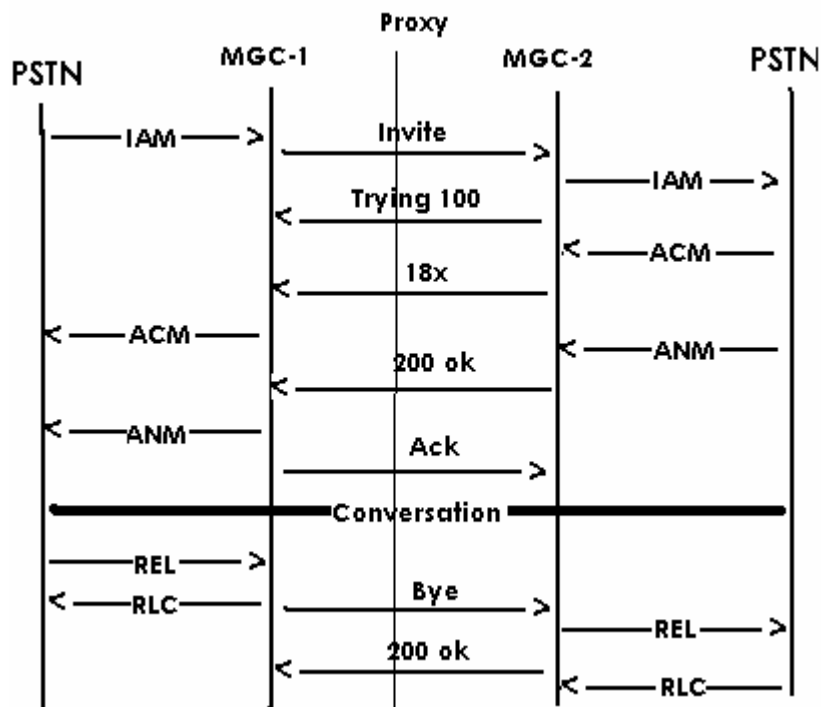 Proxy
PSTN MGC-1 MGC-2 PSTN
IAM Invite
IAM
Trying 100
ACM
18x
ACM ANM
200 ok
ANM
Ack
Conversation
REL
RLC Bye
REL
200 ok
RLC